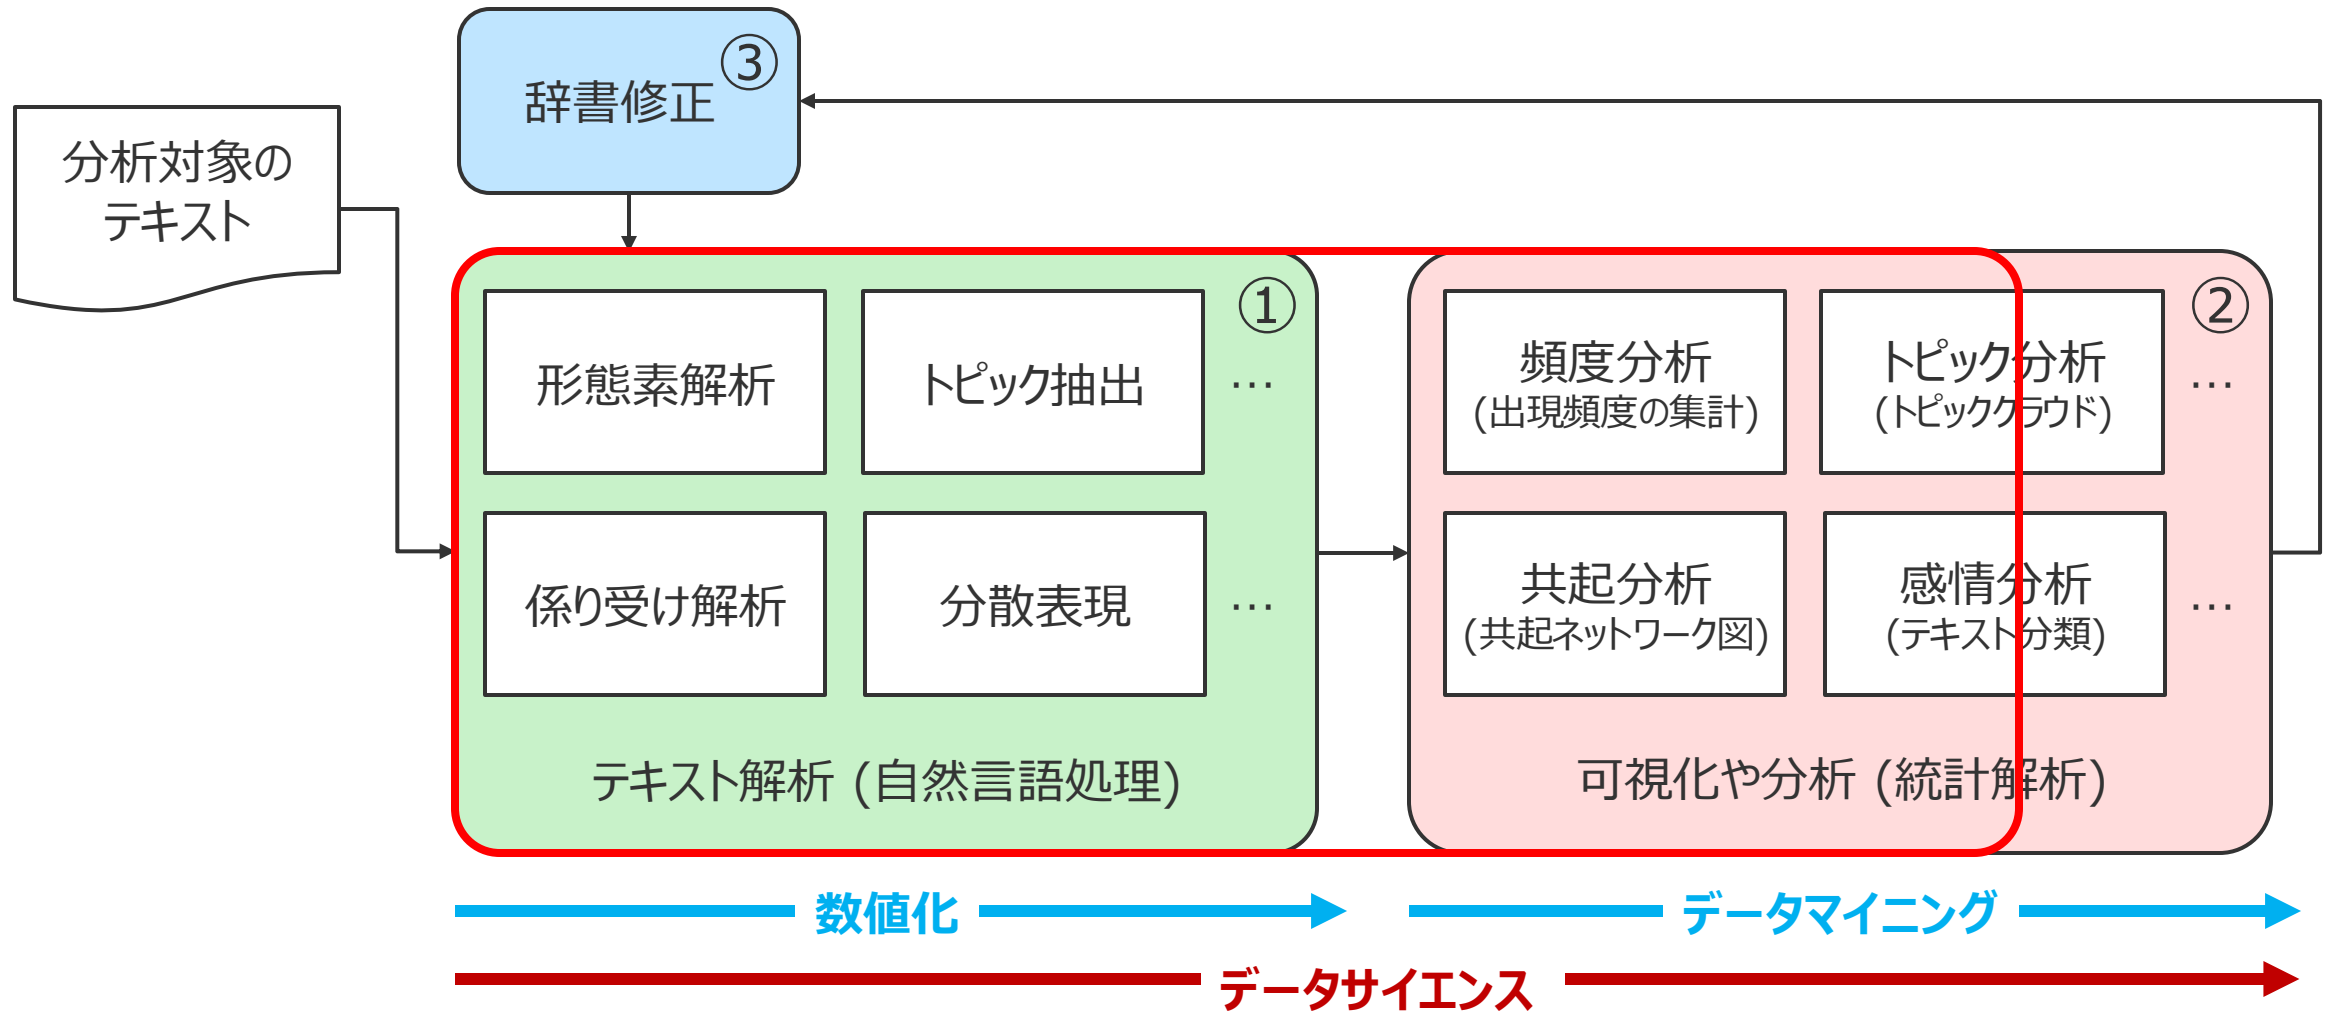 ③
辞書修正
分析対象の
テキスト
①
形態素解析
トピック抽出
…
係り受け解析
分散表現
…
テキスト解析 (自然言語処理)
②
頻度分析
(出現頻度の集計)
トピック分析
(トピッククラウド)
…
共起分析
(共起ネットワーク図)
感情分析
(テキスト分類)
…
可視化や分析 (統計解析)
数値化
データマイニング
データサイエンス